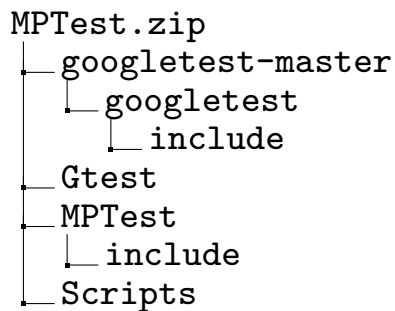 MPTest.zip
googletest-master
googletest
include
Gtest
MPTest
include
Scripts